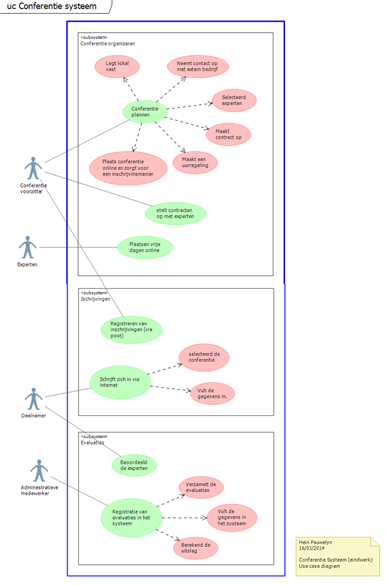 uc Conferentie systeem
«subsystem»
Conferentie organizeren
Legt lokal
vast
Neemt contact op
met extern bedrijf
Selecteerd
experten
Conferentie
plannen
Maakt
contract op
Plaats conferentie
online en zorgt voor
een inschrijvinsmanier
Maakt een
uurregeling
Conferentie
voorzitter
stelt contracten
op met experten
Plaatsen vrije
dagen online
Experten
«subsystem»
Inschrijvingen
Registreren van
inschrijvingen (via
post)
selecteerd de
conferentie
Schrijft zich in via
internet
Vult de
gegevens in.
Deelnemer
«subsystem»
Evaluaties
Beoordeeld
de experten
Administratieve
medewerker
Verzamelt de
evaluaties
Registratie van
evaluaties in het
systeem
Vult de
gegevens in
het systeem
Berekend de
uitslag
Hein Pauwelyn
16/03/2014
Conferentie Systeem (eindwerk)
Use case diagram